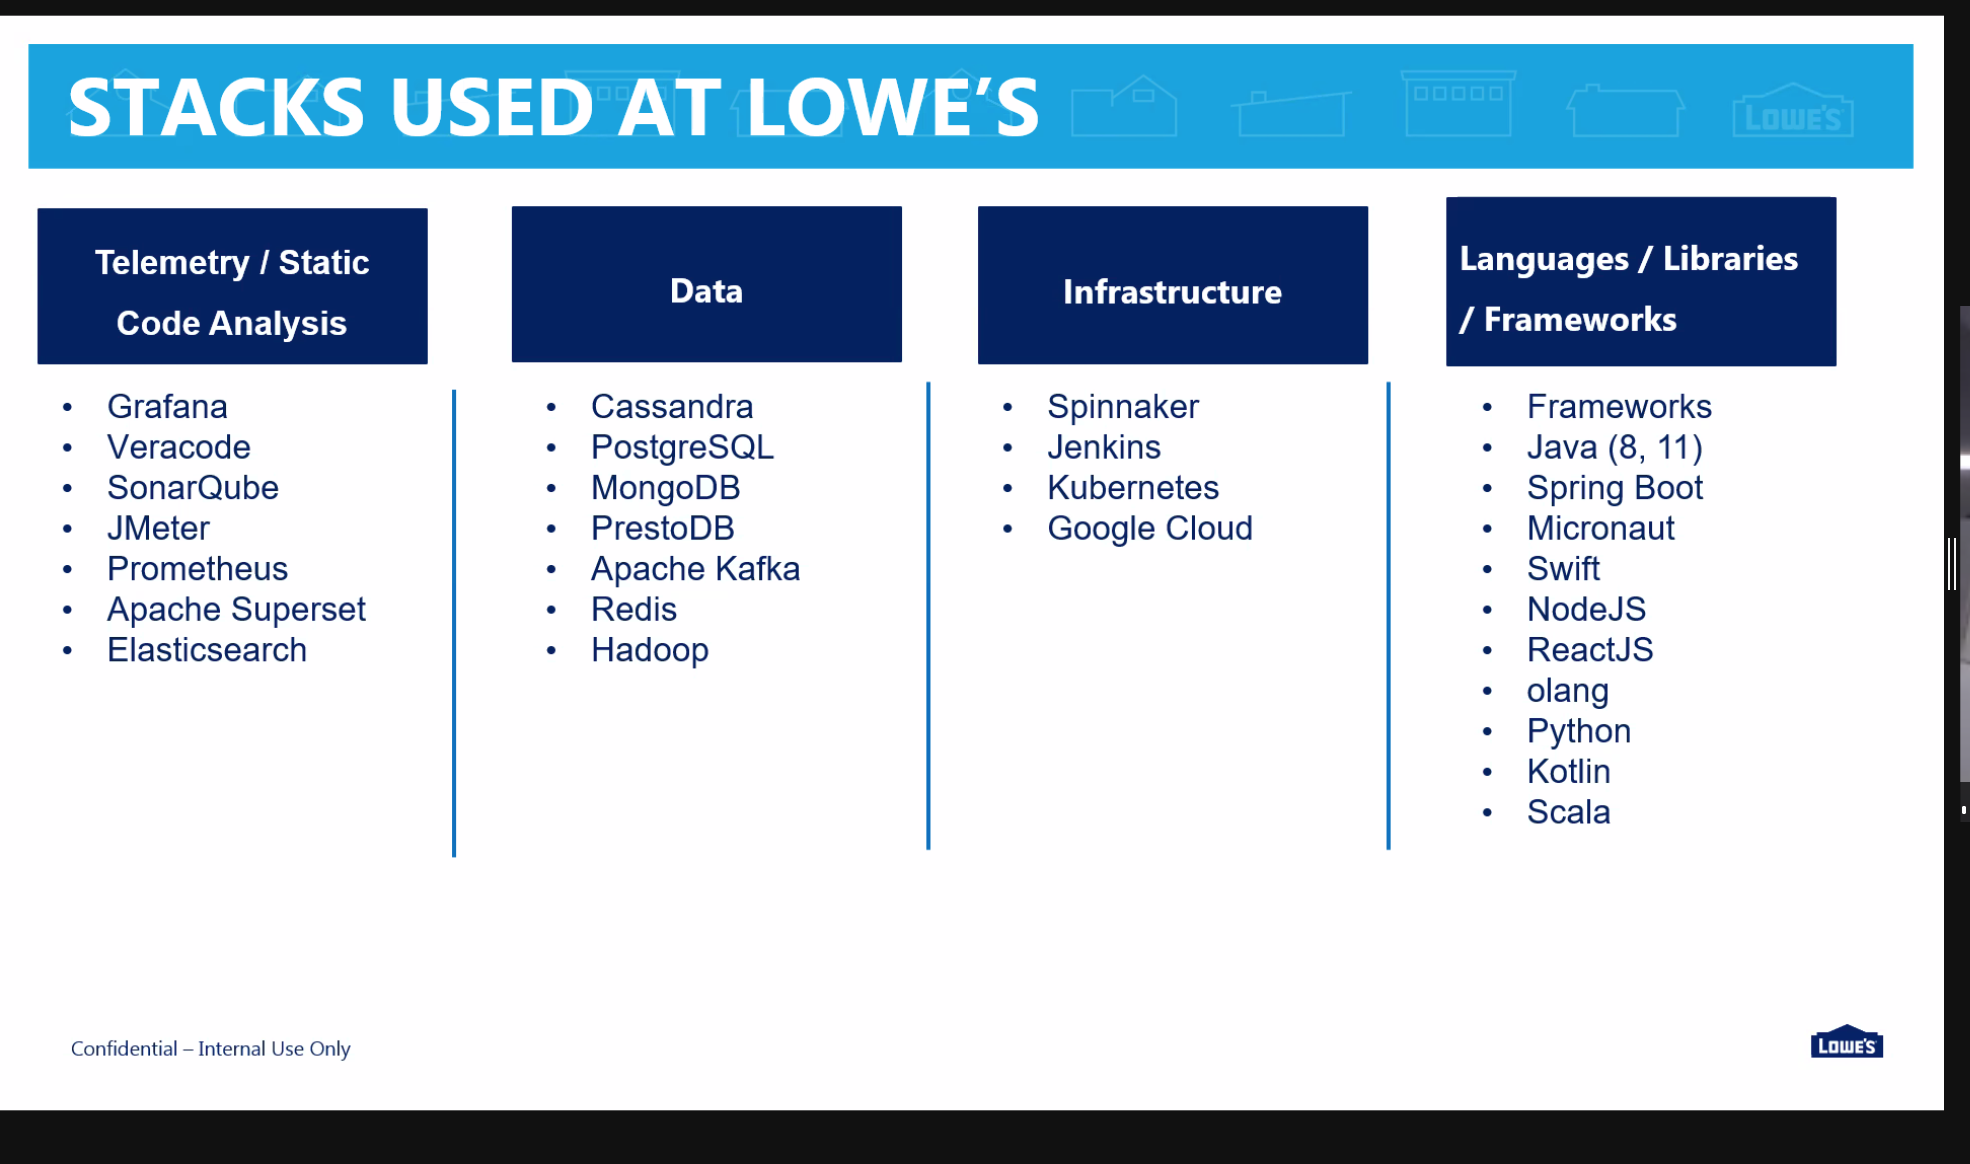 STACKS USED AT LOWE’S
LOWE'S
Telemetry / Static
Code Analysis
• Grafana
• Veracode
• SonarQube
• JMeter
• Prometheus
• Apache Superset
• Elasticsearch
Data
• Cassandra
• PostgreSQL
• MongoDB
• PrestoDB
• Apache Kafka
• Redis
• Hadoop
Infrastructure
• Spinnaker
• Jenkins
• Kubernetes
• Google Cloud
Languages / Libraries
/ Frameworks
• Frameworks
• Java (8, 11)
• Spring Boot
• Micronaut
• Swift
• NodeJS
• ReactJS
• olang
• Python
• Kotlin
• Scala
Confidential – Internal Use Only
LOWE'S